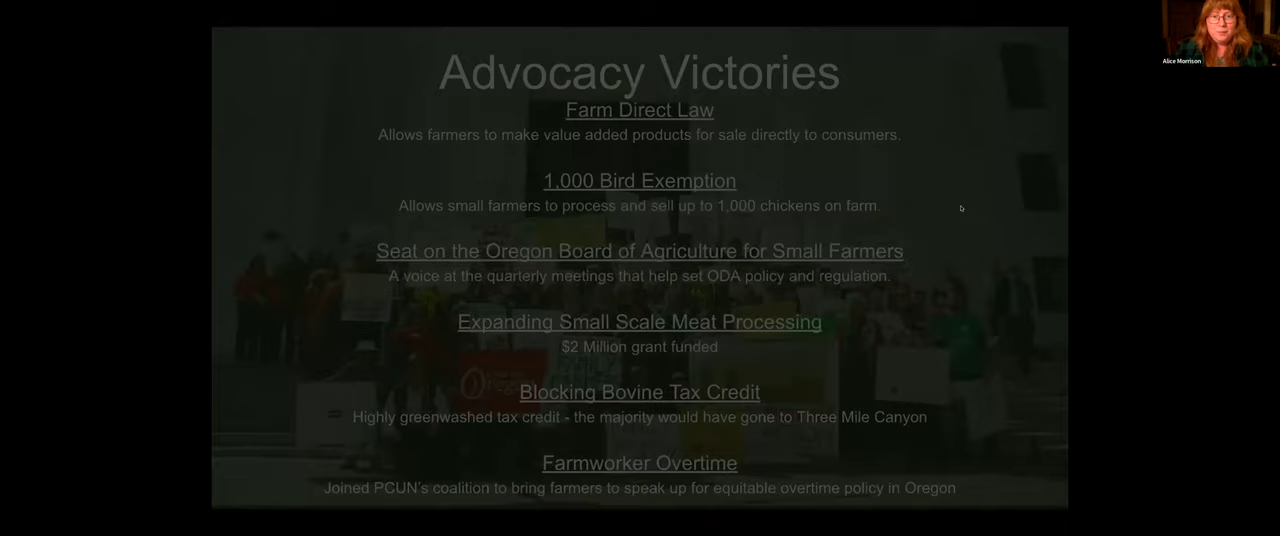 Advocacy Victories
Farm Direct Law
Allows farmers to make value added products for sale directly to consumers.
1,000 Bird Exemption
Allows small farmers to process and sell up to 1,000 chickens on farm.
Seat on the Oregon Board of Agriculture for Small Farmers
A voice at the quarterly meetings that help set ODA policy and regulation.
Expanding Small Scale Meat Processing
$2 Million grant funded
Blocking Bovine Tax Credit
Highly greenwashed tax credit - the majority would have gone to Three Mile Canyon
Farmworker Overtime
Joined PCUN's coalition to bring farmers to speak up for equitable overtime policy in Oregon
Alice Morrison